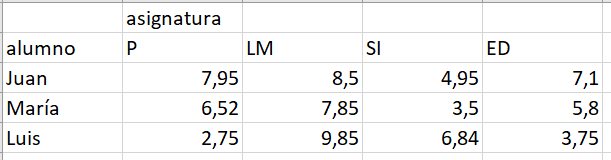 asignatura
alumno P LM SI ED
Juan 7,95 8,5 4,95 7,1
María 6,52 7,85 3,5 5,8
Luis 2,75 9,85 6,84 3,75